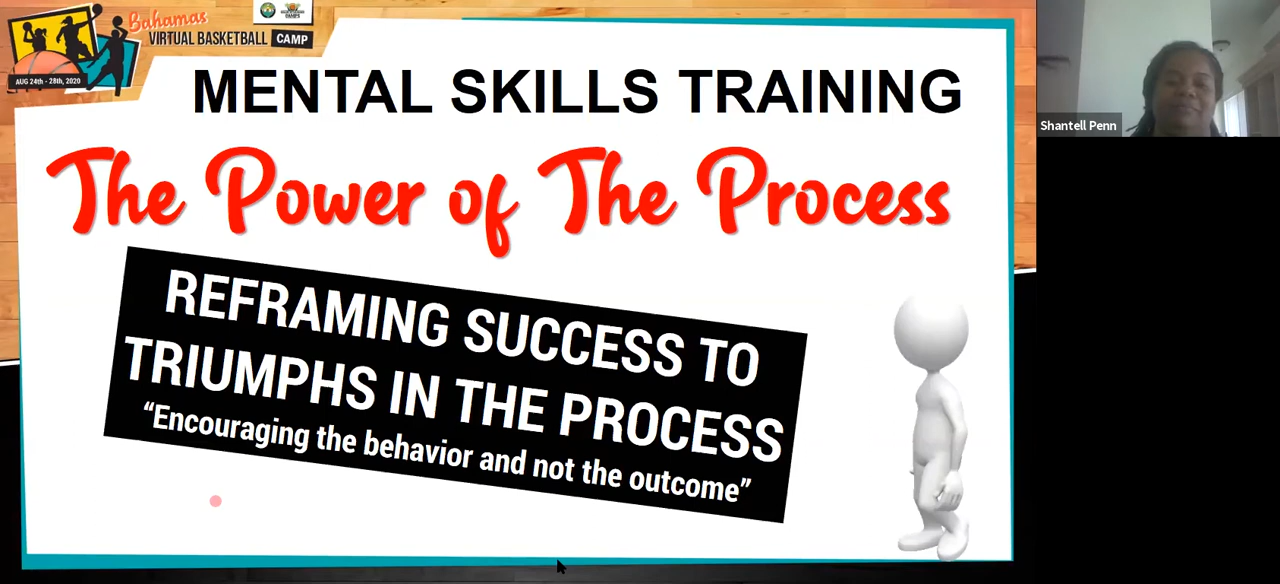 Bahamas
VIRTUAL BASKETBALL CAMP
AUG 24th - 28th, 2020
MENTAL SKILLS TRAINING
The Power of The Process
REFRAMING SUCCESS TO
TRIUMPHS IN THE PROCESS
“Encouraging the behavior and not the outcome”
Shantell Penn